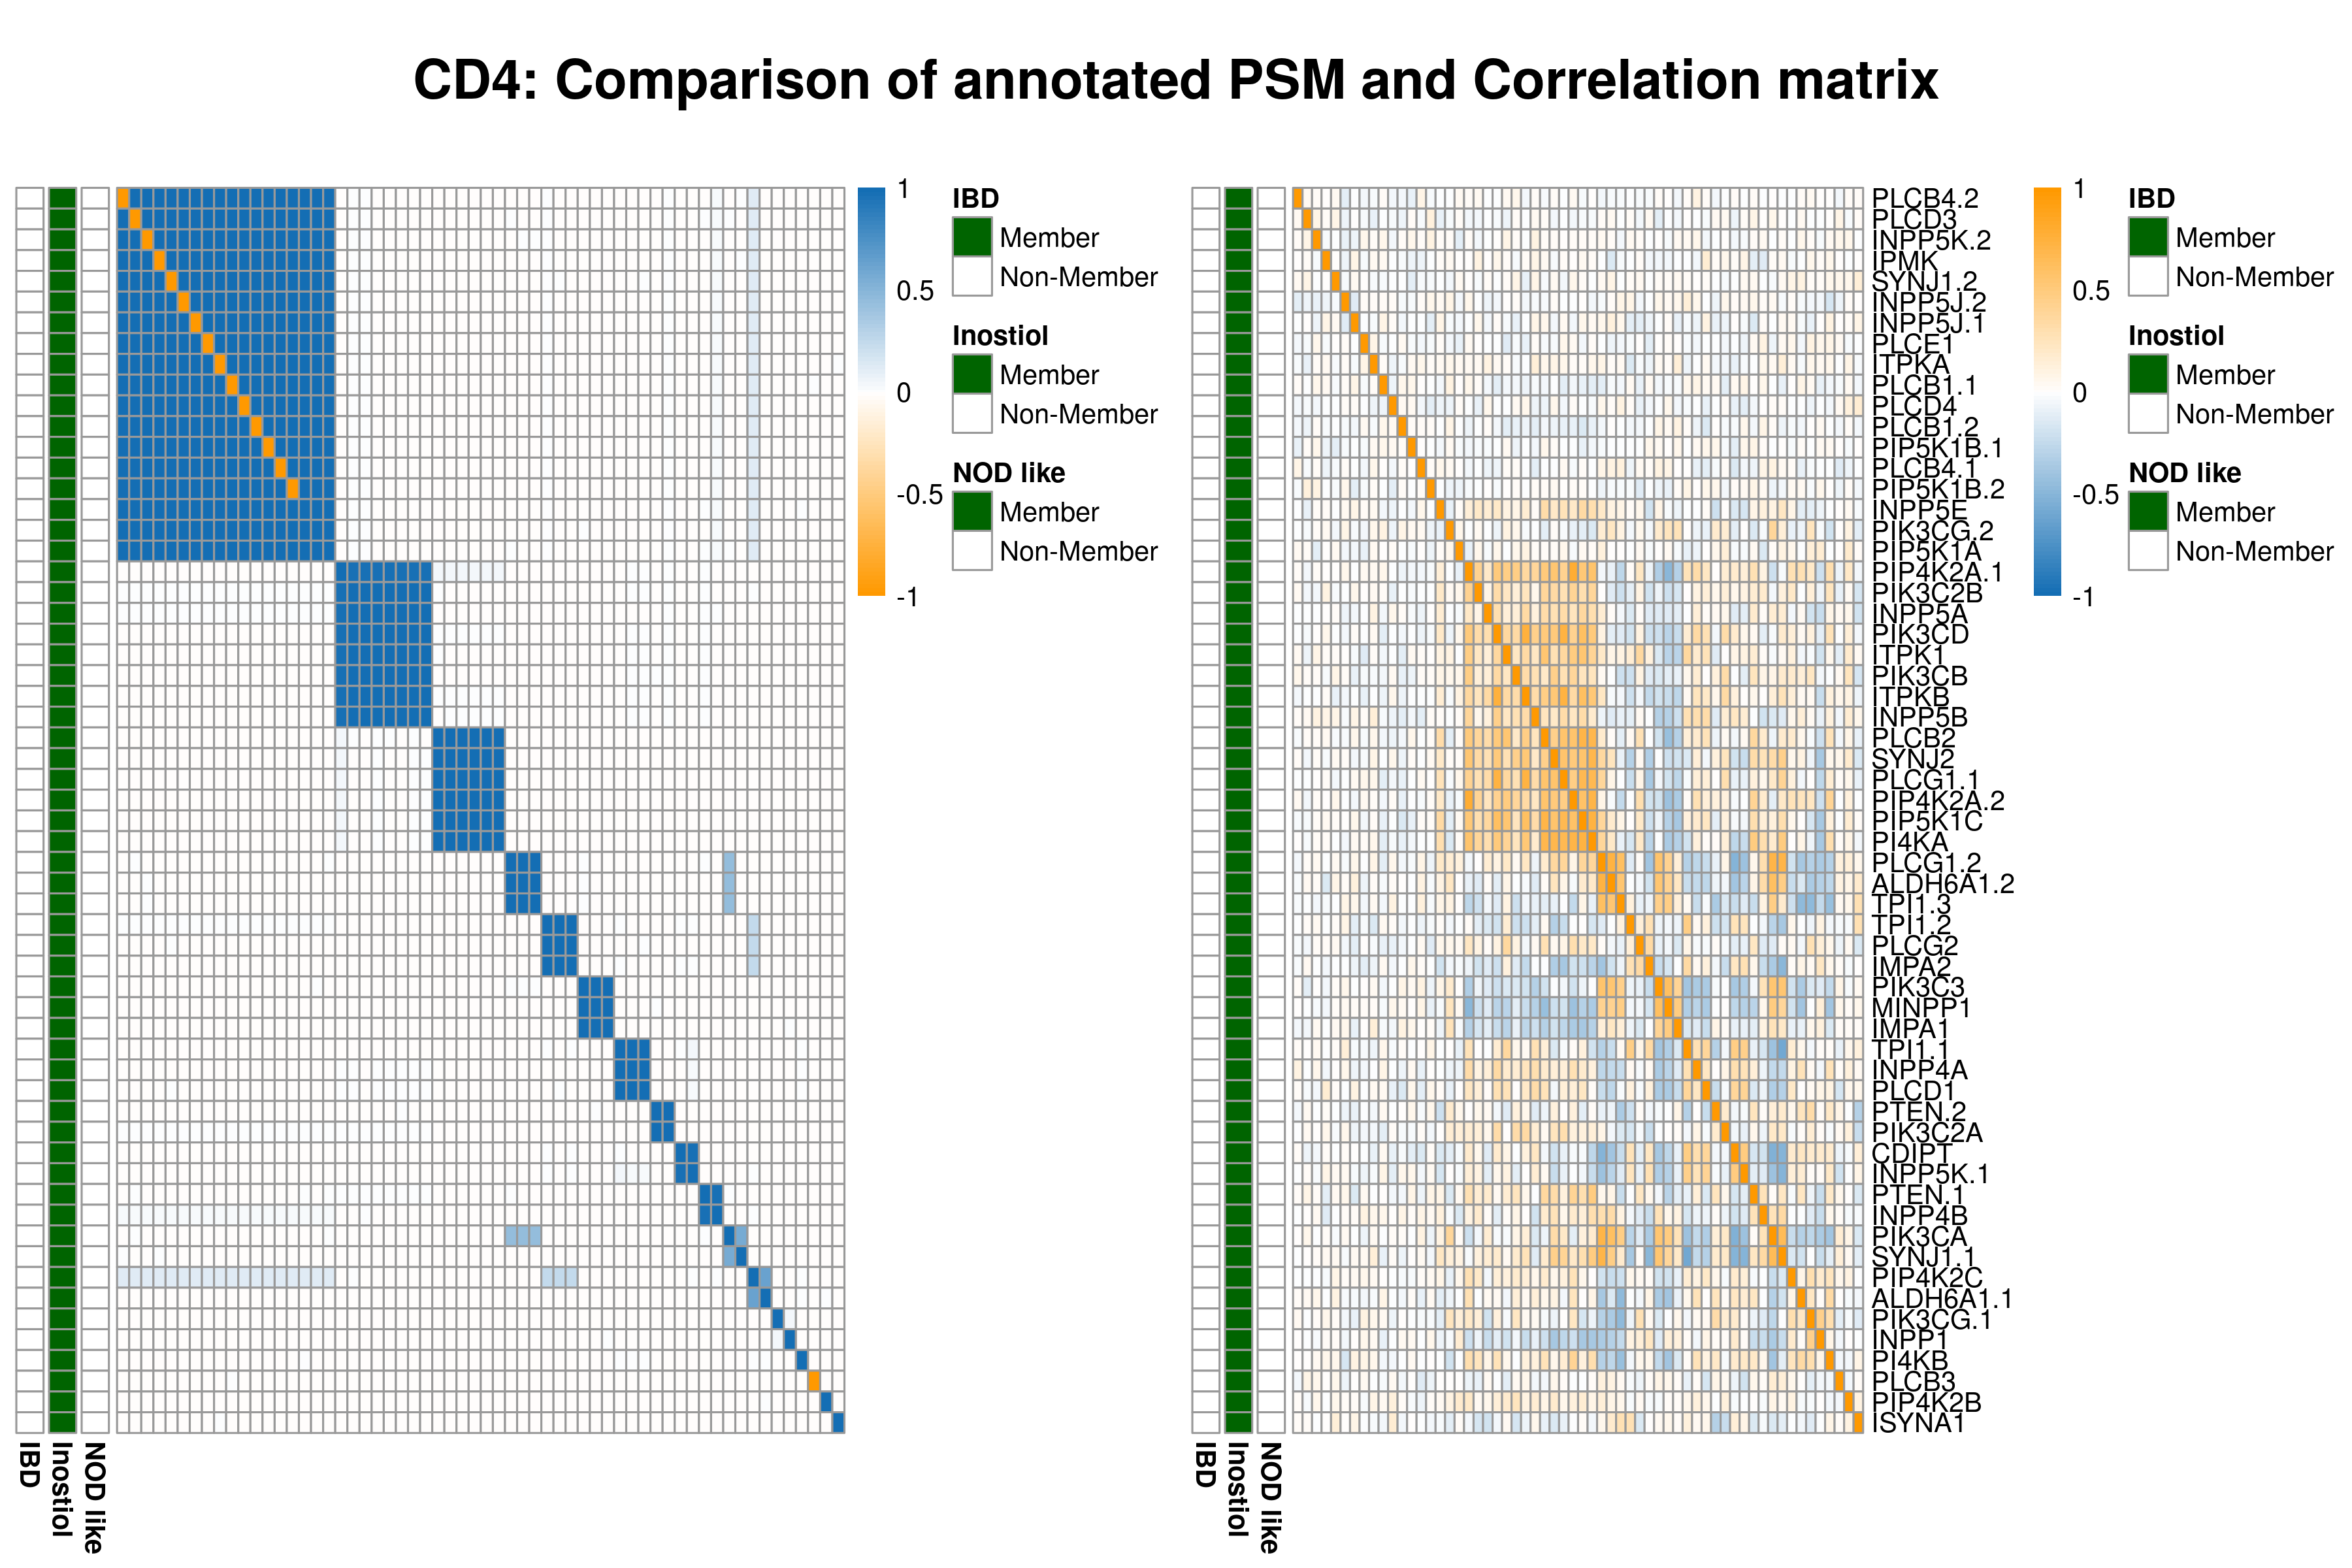 CD4: Comparison of annotated PSM and Correlation matrix
1
0.5
0
-0.5
-1
IBD
Member
Non-Member
Inostiol
Member
Non-Member
NOD like
Member
Non-Member
IBD
Inostiol
NOD like
PLCB4.2
PLCD3
INPP5K.2
IPMK
SYNJ1.2
INPP5J.2
INPP5J.1
PLCE1
ITPKA
PLCB1.1
PLCD4
PLCB1.2
PIP5K1B.1
PLCB4.1
PIP5K1B.2
INPP5E
PIK3CG.2
PIP5K1A
PIP4K2A.1
PIK3C2B
INPP5A
PIK3CD
ITPK1
PIK3CB
ITPKB
INPP5B
PLCB2
SYNJ2
PLCG1.1
PIP4K2A.2
PIP5K1C
PI4KA
PLCG1.2
ALDH6A1.2
TPI1.3
TPI1.2
PLCG2
IMPA2
PIK3C3
MINPP1
IMPA1
TPI1.1
INPP4A
PLCD1
PTEN.2
PIK3C2A
CDIPT
INPP5K.1
PTEN.1
INPP4B
PIK3CA
SYNJ1.1
PIP4K2C
ALDH6A1.1
PIK3CG.1
INPP1
PI4KB
PLCB3
PIP4K2B
ISYNA1
1
0.5
0
-0.5
-1
IBD
Member
Non-Member
Inostiol
Member
Non-Member
NOD like
Member
Non-Member
IBD
Inostiol
NOD like